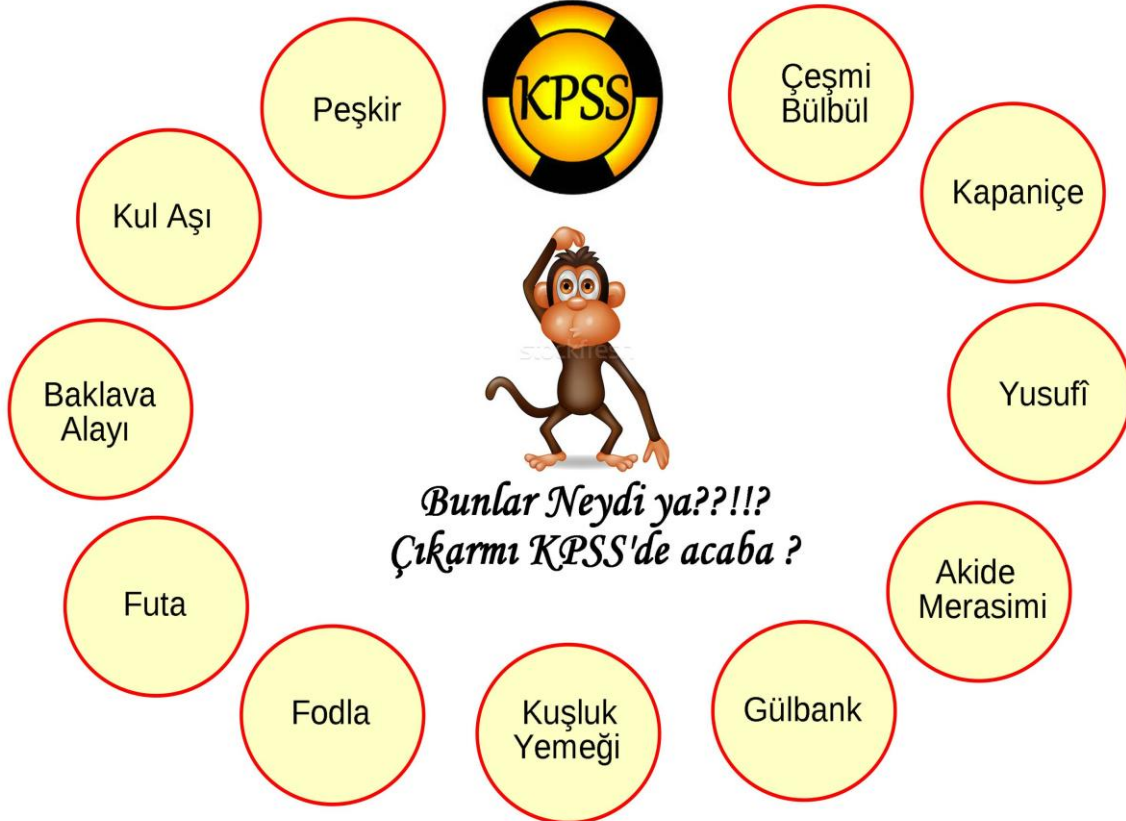 KPSS
Peşkir
Çeşmi
Bülbül
Kul Aşı
Kapaniçe
Baklava
Alayı
Yusufî
Bunlar Neydi ya??!!?
Çıkarmı KPSS'de acaba ?
Futa
Akide
Merasimi
Fodla
Kuşluk
Yemeği
Gülbank